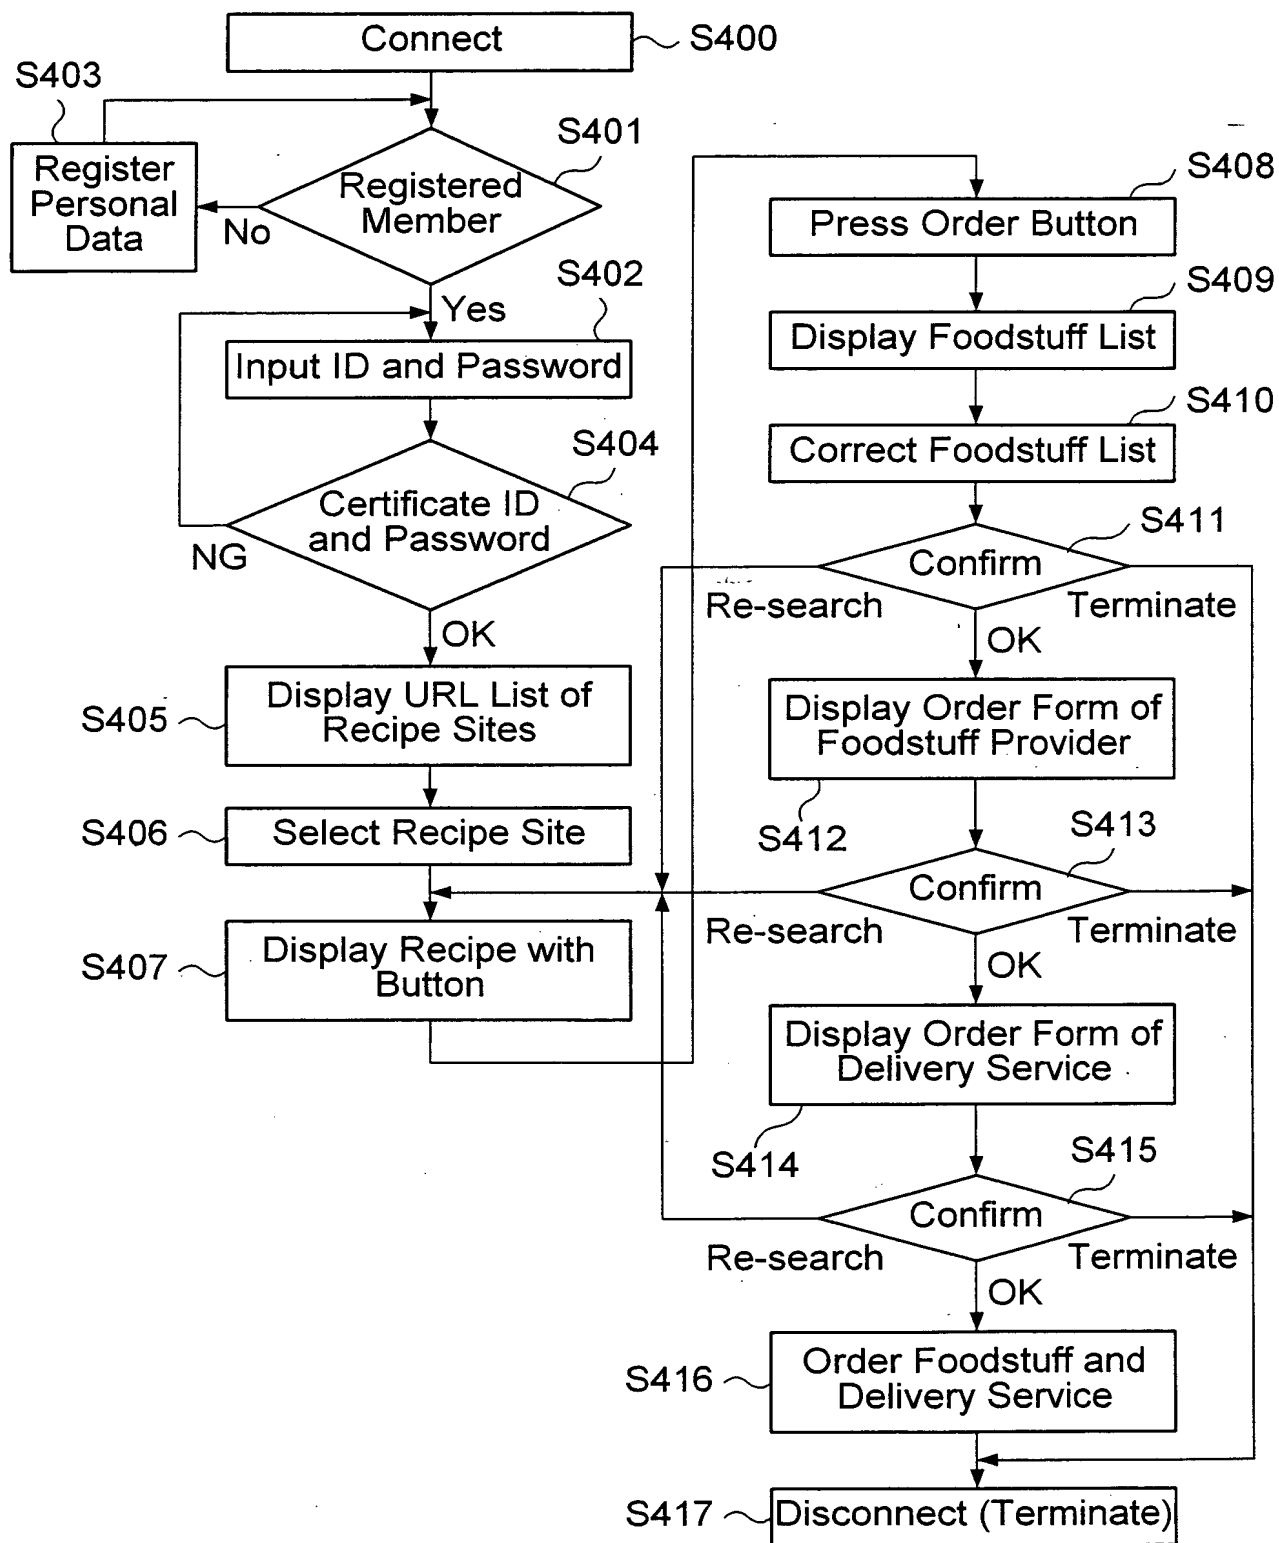 Connect
S400
S403
Register
Personal
Data
S401
Registered
Member
No
Yes
S402
Input ID and Password
S404
Certificate ID
and Password
NG
OK
S405
Display URL List of
Recipe Sites
S406
Select Recipe Site
S407
Display Recipe with
Button
S408
Press Order Button
S409
Display Foodstuff List
S410
Correct Foodstuff List
S411
Confirm
Re-search
Terminate
OK
Display Order Form of
Foodstuff Provider
S412
S413
Confirm
Re-search
Terminate
OK
Display Order Form of
Delivery Service
S414
S415
Confirm
Re-search
Terminate
OK
S416
Order Foodstuff and
Delivery Service
S417
Disconnect (Terminate)